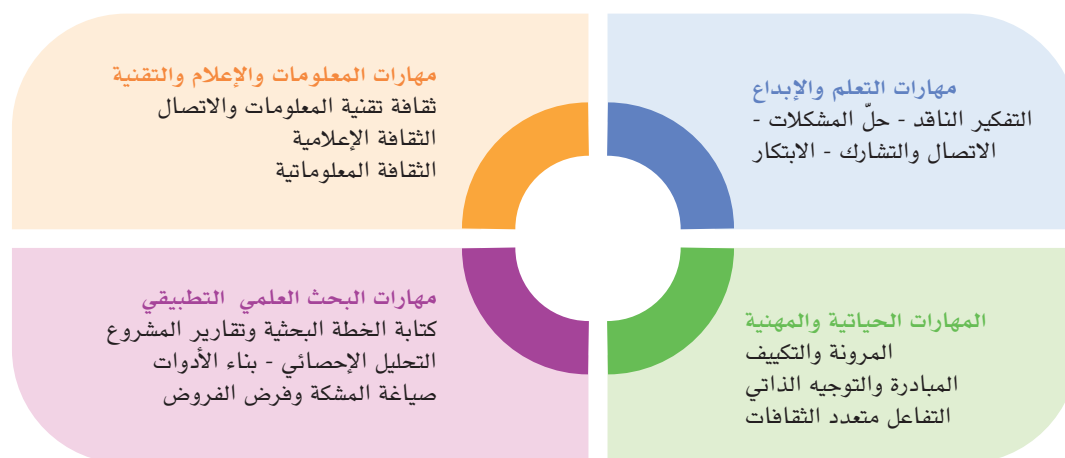 مهارات التعلم والإبداع
التفكير الناقد - حلّ المشكلات -
الاتصال والتشارك - الابتكار
مهارات المعلومات والإعلام والتقنية
ثقافة تقنية المعلومات والاتصال
الثقافة الإعلامية
الثقافة المعلوماتية
المهارات الحياتية والمهنية
المرونة والتكييف
المبادرة والتوجيه الذاتي
التفاعل متعدد الثقافات
مهارات البحث العلمي التطبيقي
كتابة الخطة البحثية وتقارير المشروع
التحليل الإحصائي - بناء الأدوات
صياغة المشكة وفرض الفروض